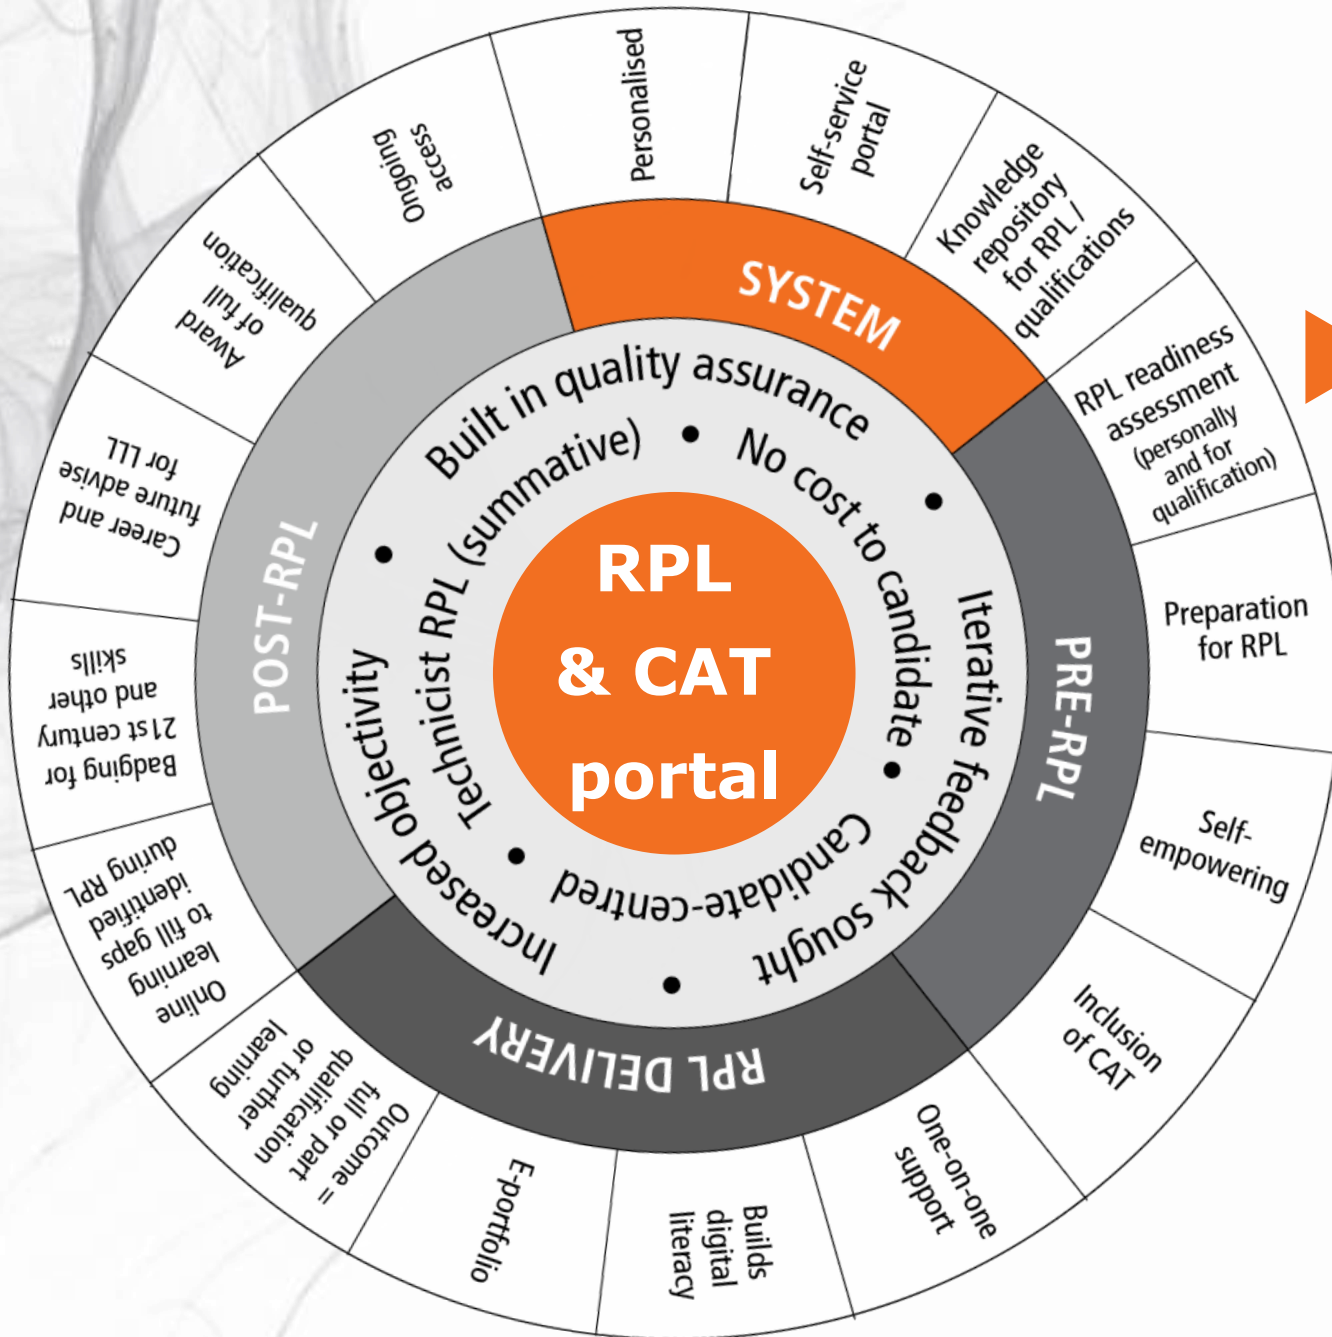 RPL
& CAT
portal
Technicist RPL (summative)
No cost to candidate
Candidate-centred
Built in quality assurance
Iterative feedback sought
Increased objectivity
SYSTEM
PRE-RPL
RPL DELIVERY
POST-RPL
Personalised
Self-service
portal
Knowledge
repository
for RPL /
qualifications
RPL readiness
assessment
(personally
and for
qualification)
Preparation
for RPL
Self-
empowering
Inclusion
of CAT
One-on-one
support
Builds
digital
literacy
E-portfolio
Outcome =
full or part
qualification
or further
learning
Online
learning
to fill gaps
identified
during RPL
Badging for
21st century
and other
skills
Career and
future advise
for LLL
Award
of full
qualification
Ongoing
access